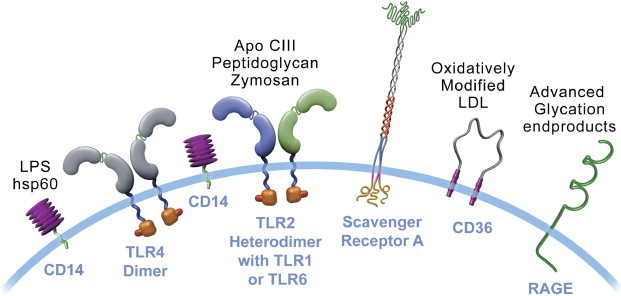 LPS
hsp60
CD14
TLR4
Dimer
CD14
Apo CIII
Peptidoglycan
Zymosan
TLR2
Heterodimer
with TLR1
or TLR6
Scavenger
Receptor A
Oxidatively
Modified
LDL
CD36
Advanced
Glycation
endproducts
RAGE